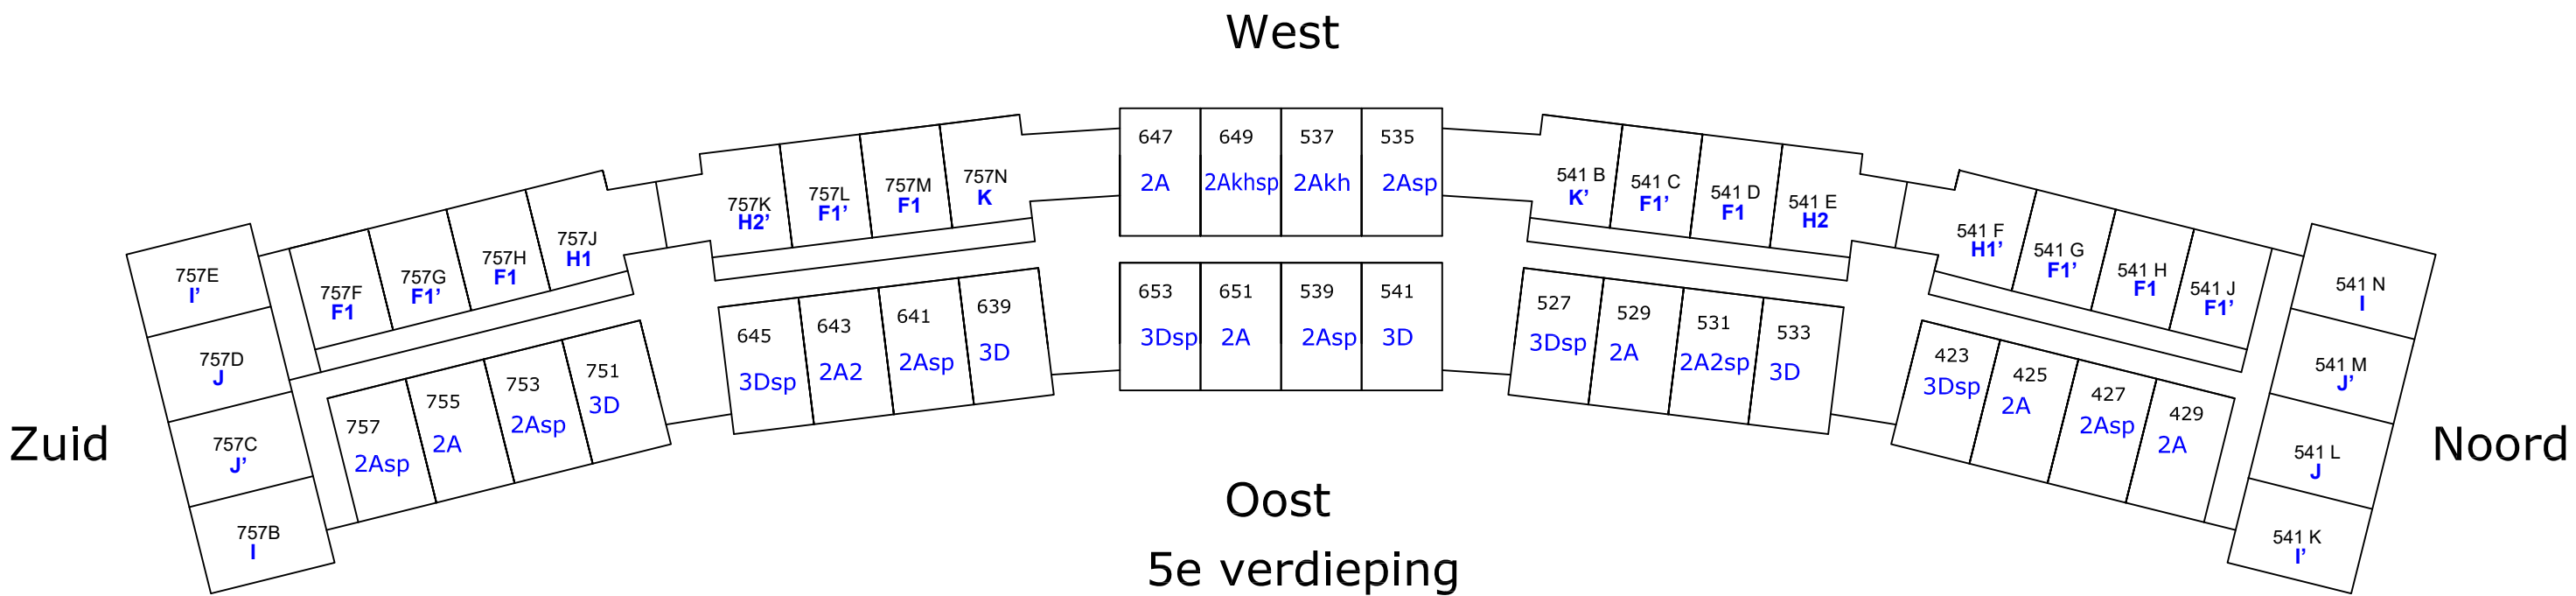 West
647
2A
649
2Akhsp
537
2Akh
535
2Asp
757E
I’
757D
J
757C
J’
757B
I
757F
F1
757G
F1’
757H
F1
757J
H1
757K
H2’
757L
F1’
757M
F1
757N
K
541 B
K’
541 C
F1’
541 D
F1
541 E
H2
541 F
H1’
541 G
F1’
541 H
F1
541 J
F1’
541 N
I
541 M
J’
541 L
J
541 K
I’
757
2Asp
755
2A
753
2Asp
751
3D
645
3Dsp
643
2A2
641
2Asp
639
3D
653
3Dsp
651
2A
539
2Asp
541
3D
527
3Dsp
529
2A
531
2A2sp
533
3D
423
3Dsp
425
2A
427
2Asp
429
2A
Zuid
Noord
Oost
5e verdieping